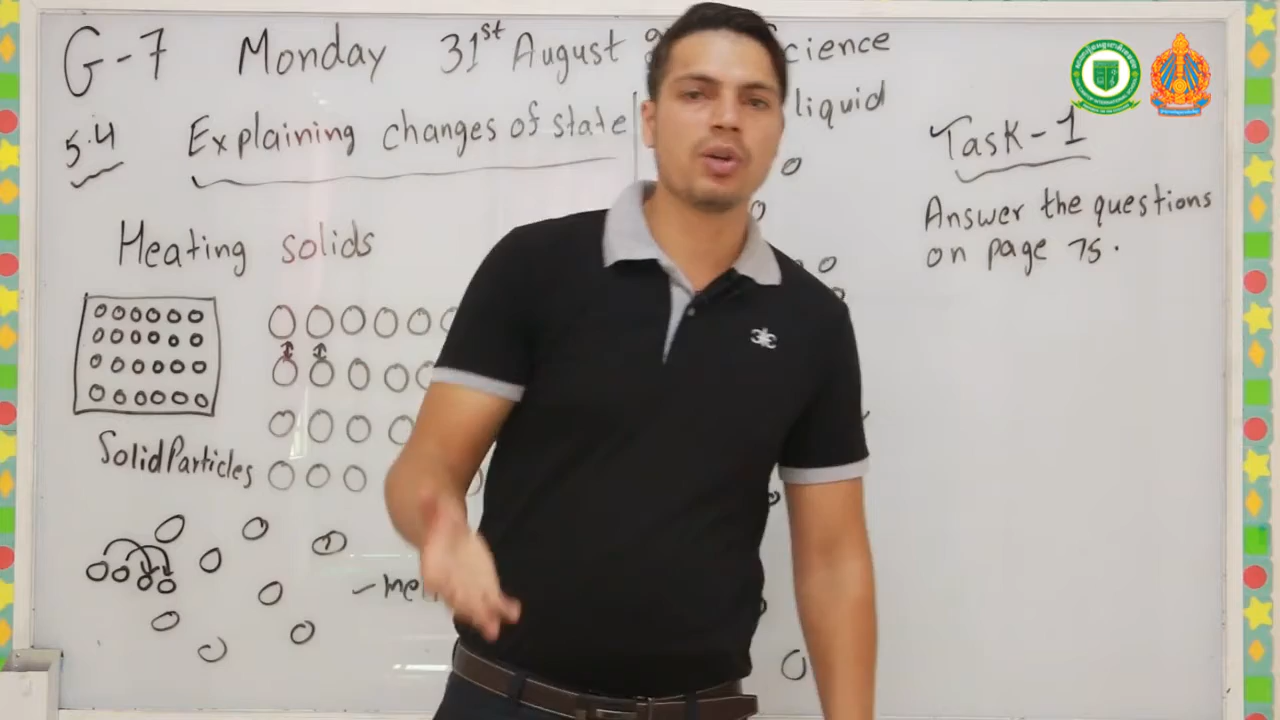 G-7 Monday 31st August cience
5.4 Explaining changes of state
liquid
Heating solids
Solid Particles
Task-1
Answer the questions
on page 75.